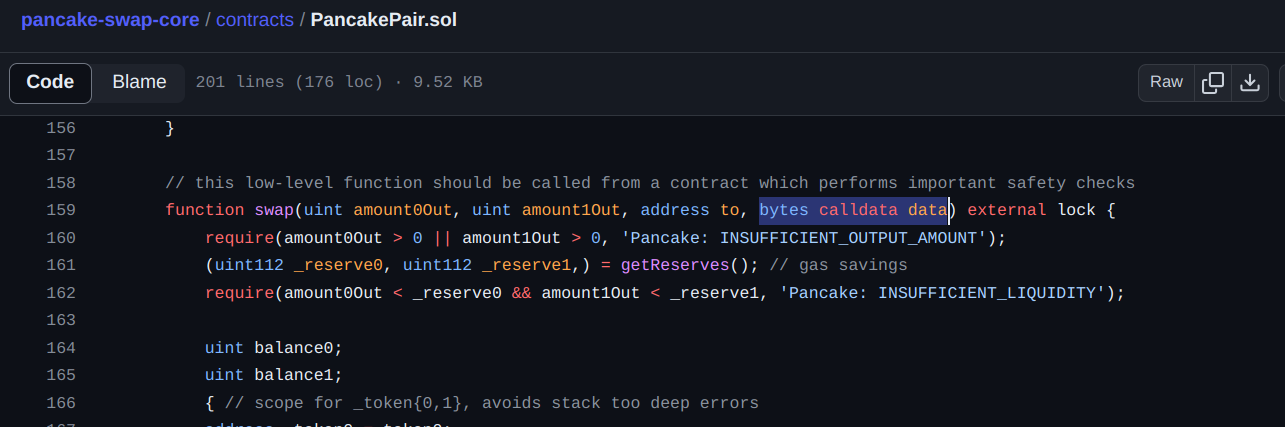 pancake-swap-core / contracts / PancakePair.sol
Code Blame 201 lines (176 loc) · 9.52 KB Raw
156 }
157
158 // this low-level function should be called from a contract which performs important safety checks
159 function swap(uint amount0Out, uint amount1Out, address to, bytes calldata data) external lock {
160 require(amount0Out > 0 || amount1Out > 0, 'Pancake: INSUFFICIENT_OUTPUT_AMOUNT');
161 (uint112 _reserve0, uint112 _reserve1,) = getReserves(); // gas savings
162 require(amount0Out < _reserve0 && amount1Out < _reserve1, 'Pancake: INSUFFICIENT_LIQUIDITY');
163
164 uint balance0;
165 uint balance1;
166 { // scope for _token{0,1}, avoids stack too deep errors